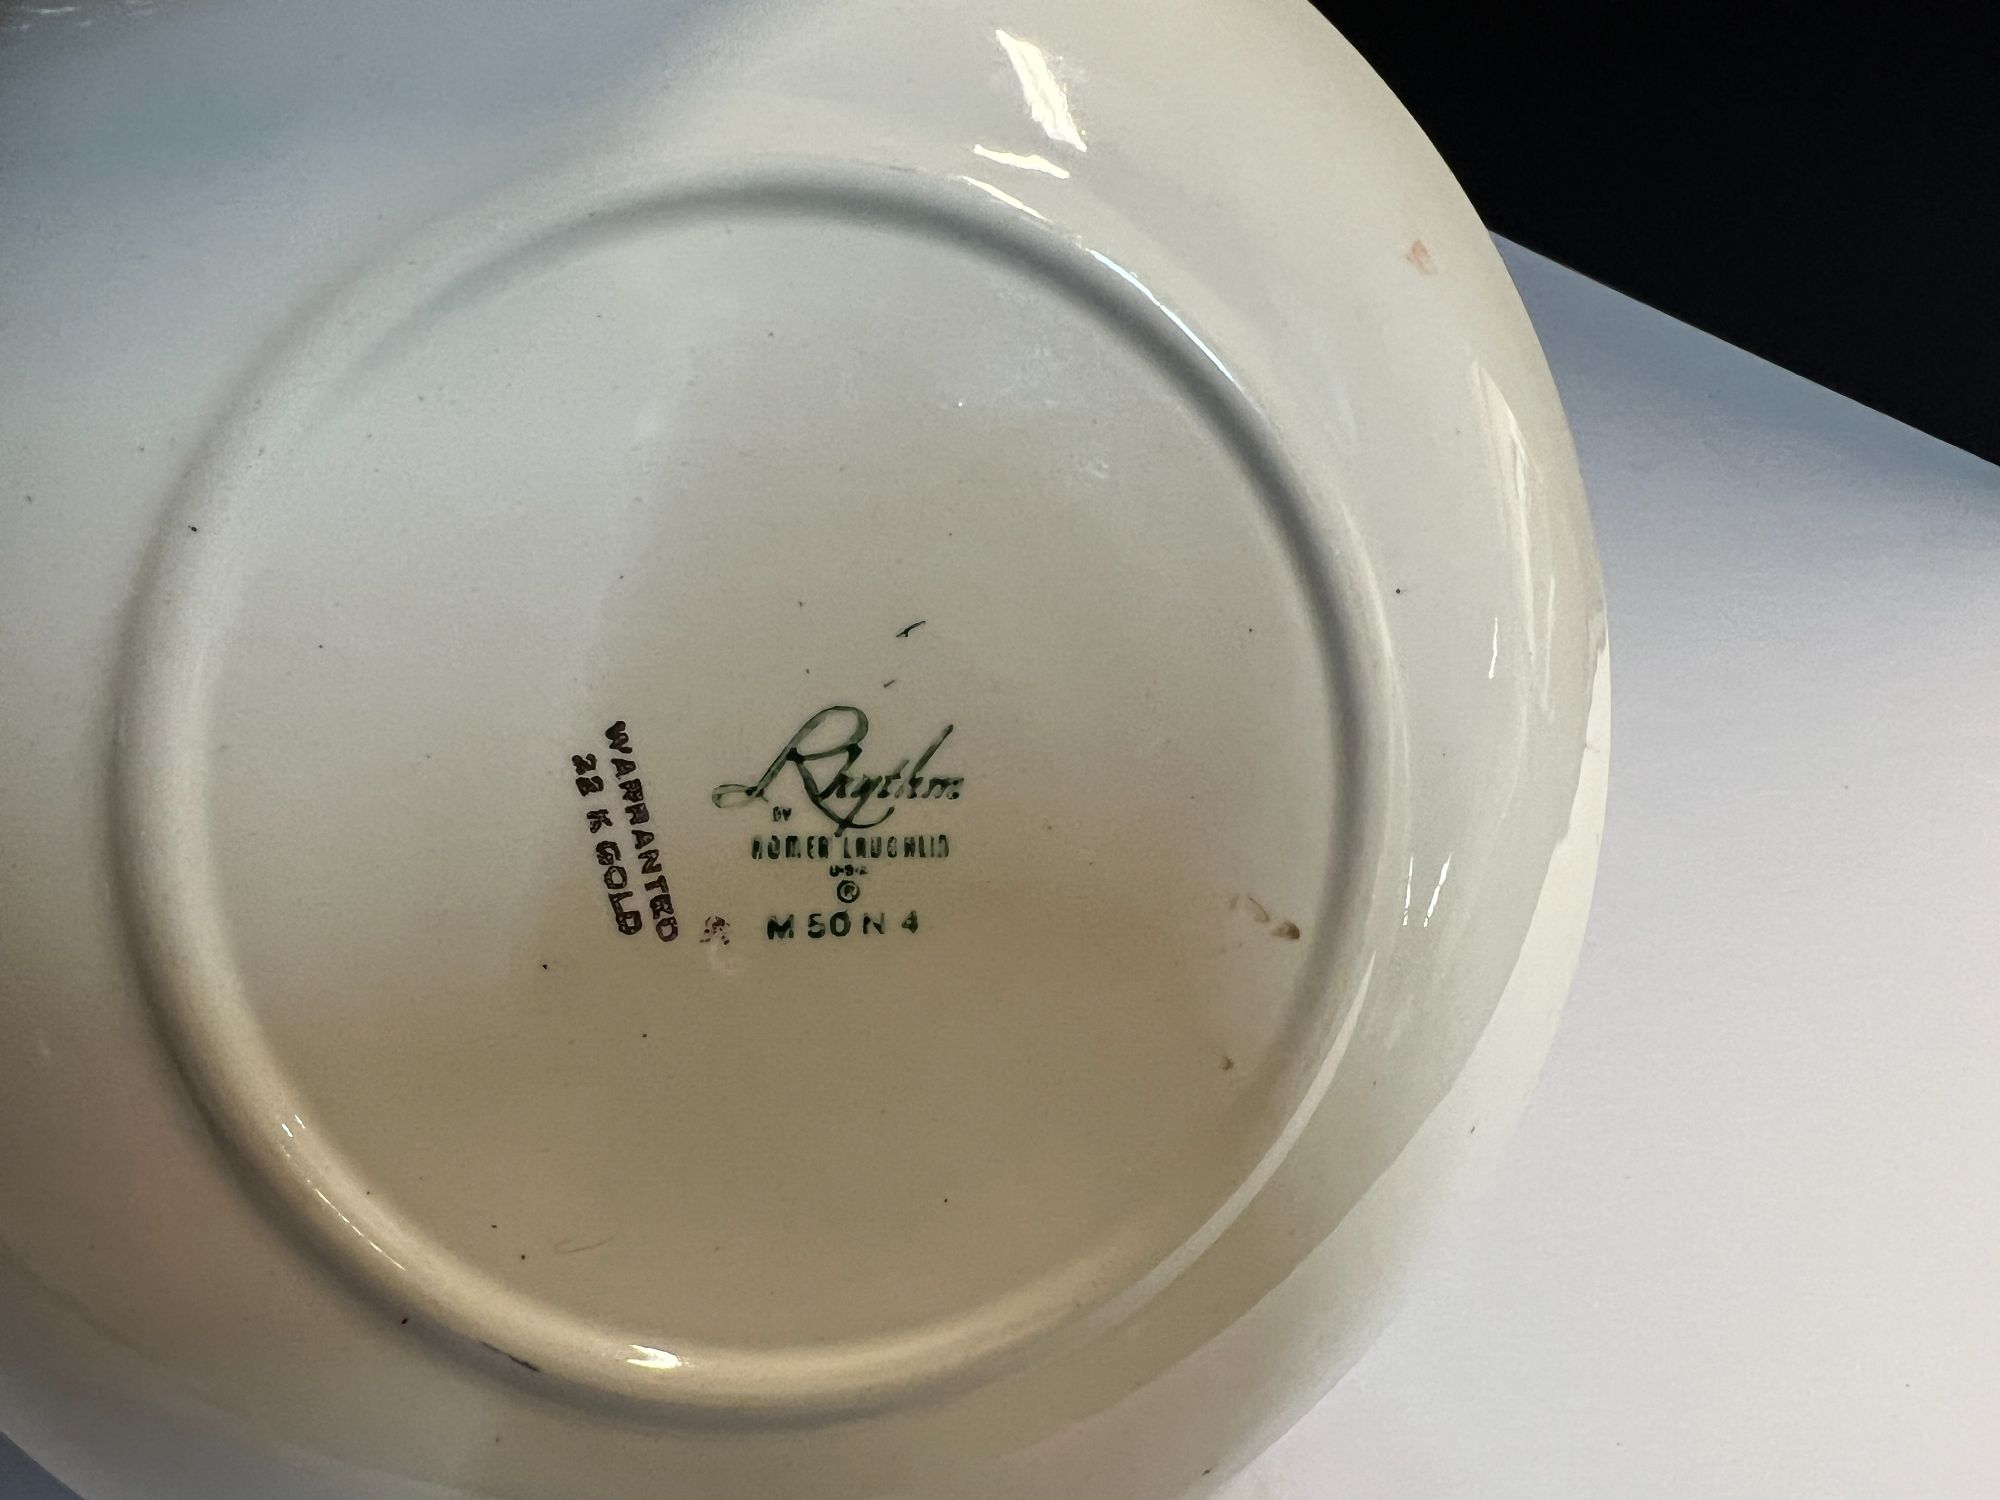 WARRANTED
22 K GOLD
Rhythm
BY
HOMER LAUGHLIN
U.S.A.
®
M 50 N 4